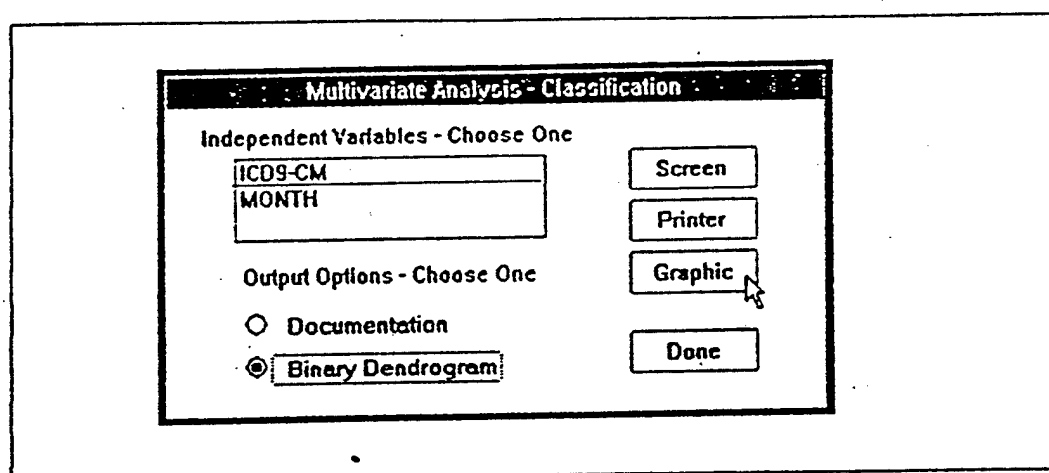 Multivariate Analysis - Classification
Independent Variables - Choose One
ICD9-CM
MONTH
Output Options - Choose One
Documentation
Binary Dendrogram
Screen
Printer
Graphic
Done